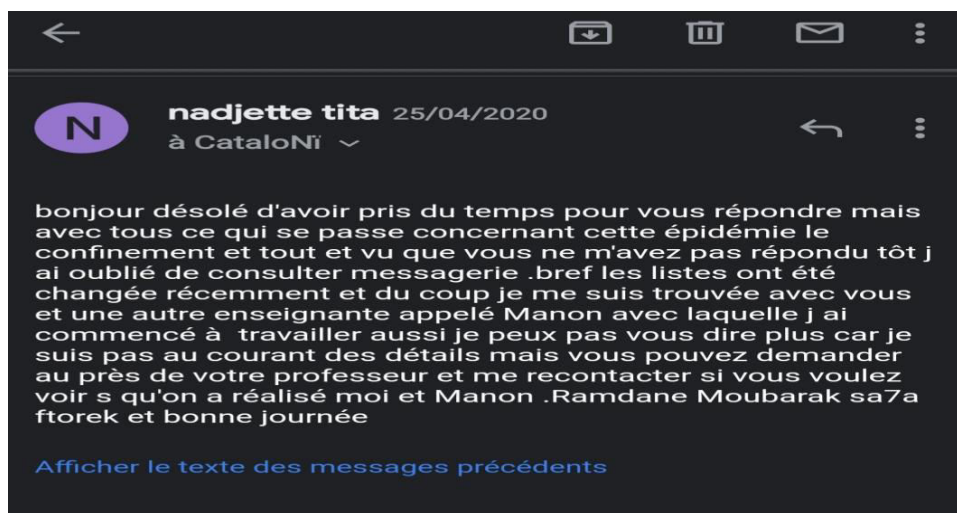 N
nadjette tita 25/04/2020
à CataloNï
bonjour désolé d'avoir pris du temps pour vous répondre mais
avec tous ce qui se passe concernant cette épidémie le
confinement et tout et vu que vous ne m'avez pas répondu tôt j
ai oublié de consulter messagerie .bref les listes ont été
changée récemment et du coup je me suis trouvée avec vous
et une autre enseignante appelé Manon avec laquelle j ai
commencé à travailler aussi je peux pas vous dire plus car je
suis pas au courant des détails mais vous pouvez demander
au près de votre professeur et me recontacter si vous voulez
voir s qu'on a réalisé moi et Manon .Ramdane Moubarak sa7a
ftorek et bonne journée
Afficher le texte des messages précédents